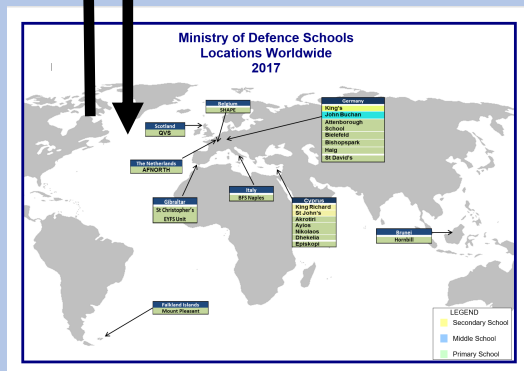 Ministry of Defence Schools
Locations Worldwide
2017
Belgium
SHAPE
Germany
King's
John Buchan
Attenborough
School
Bielefeld
Bishopspark
Haig
St David's
Scotland
QVS
The Netherlands
AFNORTH
Gibraltar
St Christopher's
EYFS Unit
Italy
BFS Naples
Cyprus
King Richard
St John's
Akrotiri
Ayios
Nikolaos
Dhekelia
Episkopi
Brunei
Hornbill
Falkland Islands
Mount Pleasant
LEGEND
Secondary School
Middle School
Primary School